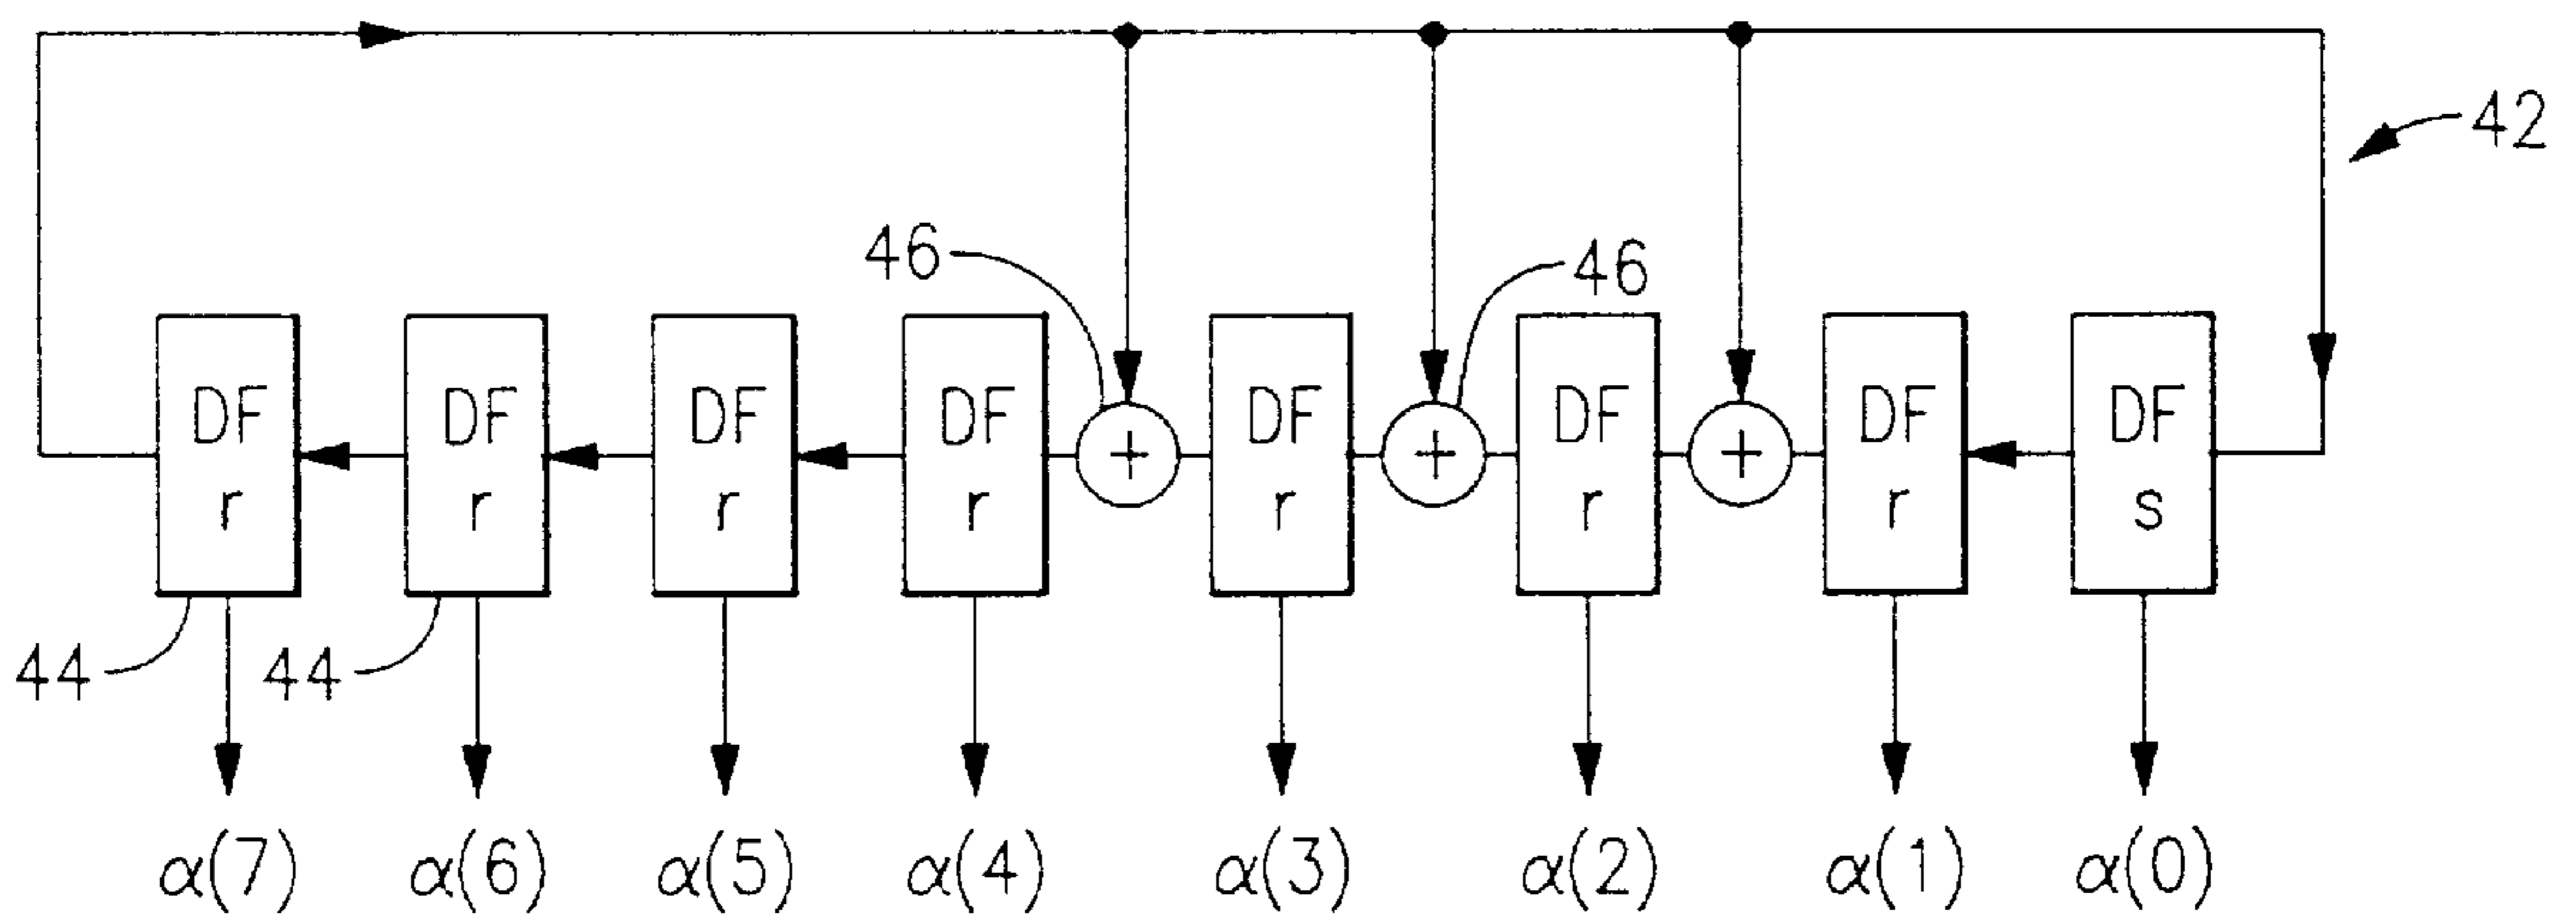 42
46
46
DF DF DF DF + DF + DF + DF DF
r r r r r r r s
44 44
α(7) α(6) α(5) α(4) α(3) α(2) α(1) α(0)